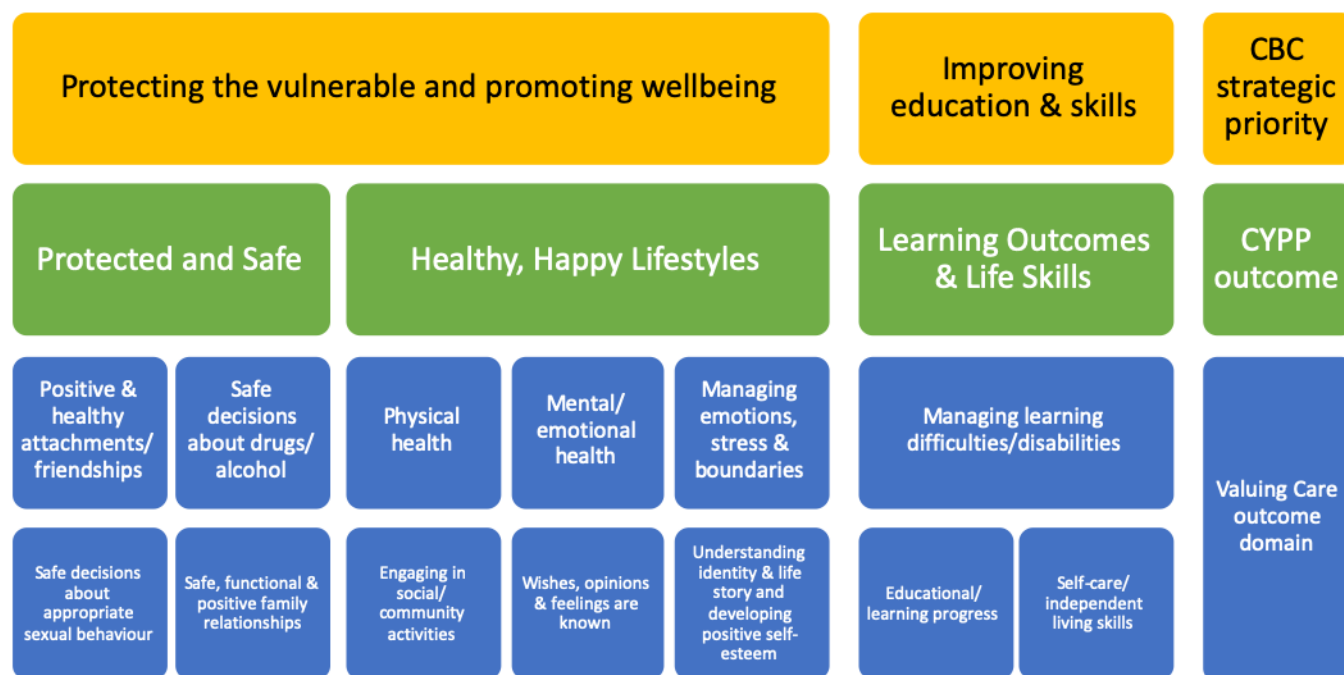 Protecting the vulnerable and promoting wellbeing
Improving
education & skills
CBC
strategic
priority
Protected and Safe
Healthy, Happy Lifestyles
Learning Outcomes
& Life Skills
CYPP
outcome
Positive &
healthy
attachments/
friendships
Safe
decisions
about drugs/
alcohol
Physical
health
Mental/
emotional
health
Managing
emotions,
stress &
boundaries
Managing learning
difficulties/disabilities
Valuing Care
outcome
domain
Safe decisions
about
appropriate
sexual behaviour
Safe, functional &
positive family
relationships
Engaging in
social/
community
activities
Wishes, opinions
& feelings are
known
Understanding
identity & life
story and
developing
positive self-
esteem
Educational/
learning progress
Self-care/
independent
living skills